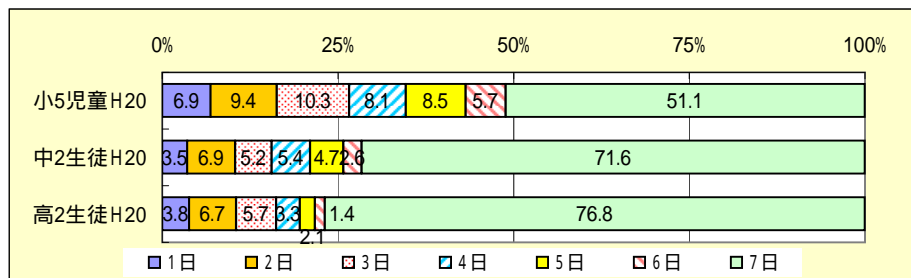 0% 25% 50% 75% 100%
小5児童H20 6.9 9.4 10.3 8.1 8.5 5.7 51.1
中2生徒H20 3.5 6.9 5.2 5.4 4.7 2.6 71.6
高2生徒H20 3.8 6.7 5.7 3.3 2.1 1.4 76.8
1日 2日 3日 4日 5日 6日 7日